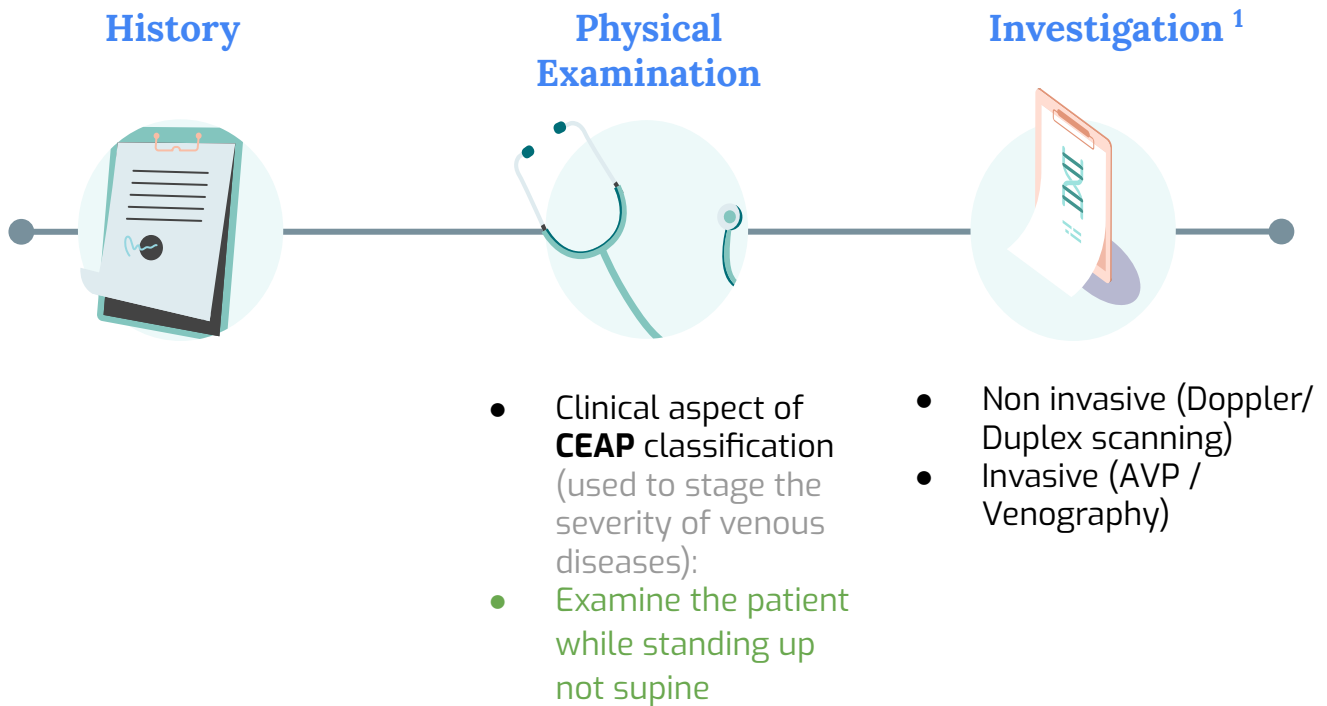 History
Physical
Examination
Investigation 1
● Clinical aspect of
CEAP classification
(used to stage the
severity of venous
diseases):
● Examine the patient
while standing up
not supine
● Non invasive (Doppler/
Duplex scanning)
● Invasive (AVP /
Venography)